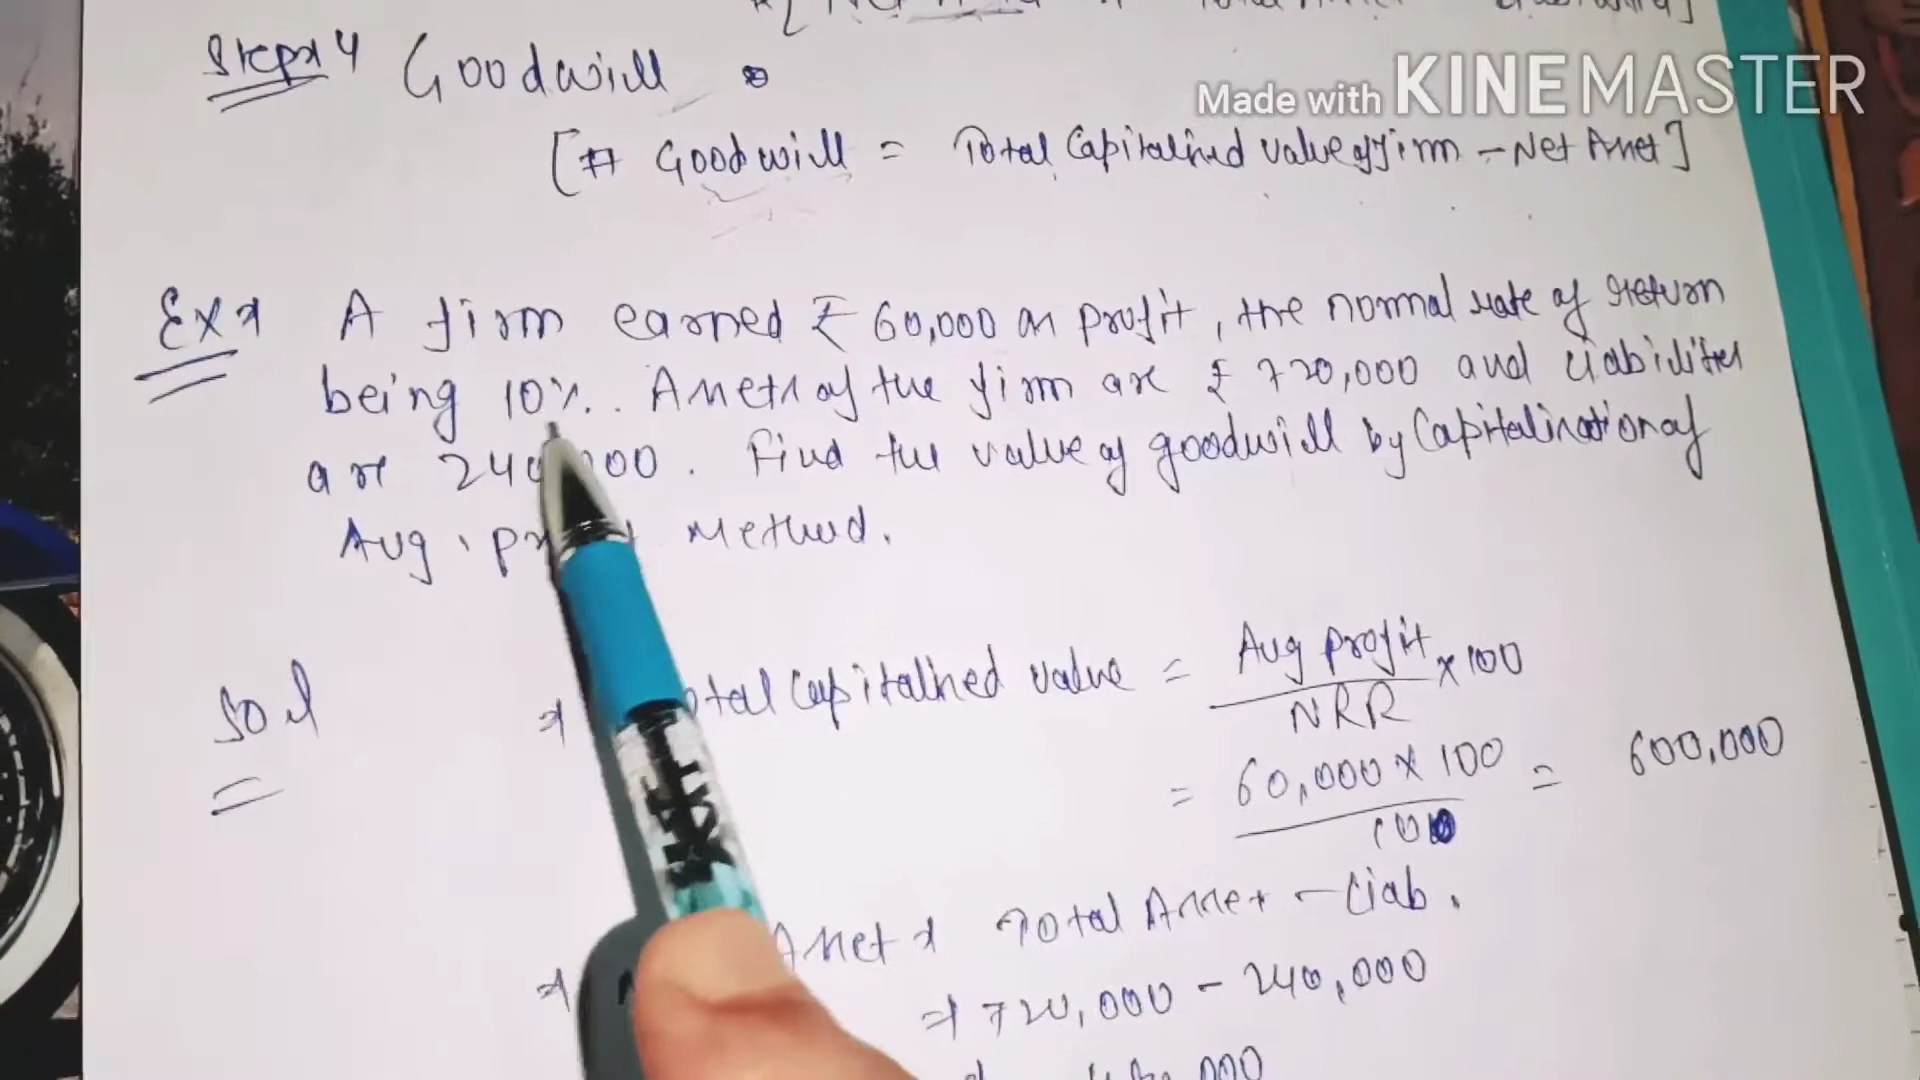 Step 4 Goodwill
Made with KINEMASTER
[# Goodwill = Total Capitalised value of firm - Net Asset]
Ex A firm earned ₹ 60,000 as profit, the normal rate of return
being 10%. Assets of the firm are ₹ 720,000 and liabilities
are 240,000. Find the value of goodwill by Capitalisation of
Avg. Method.
Sol Total Capitalised value = Avg profit × 100
NRR
= 60,000 × 100 = 600,000
10
Asset Total Asset - Liab.
720,000 - 240,000